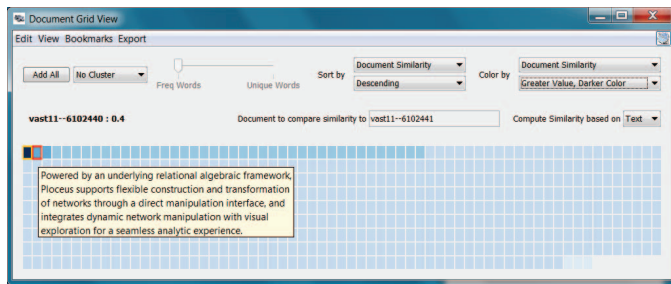 Document Grid View
Edit View Bookmarks Export
Add All No Cluster Freq Words Unique Words Sort by Document Similarity Descending Color by Document Similarity Greater Value, Darker Color
vast11--6102440 : 0.4 Document to compare similarity to vast11--6102441 Compute Similarity based on Text
Powered by an underlying relational algebraic framework,
Ploceus supports flexible construction and transformation
of networks through a direct manipulation interface, and
integrates dynamic network manipulation with visual
exploration for a seamless analytic experience.